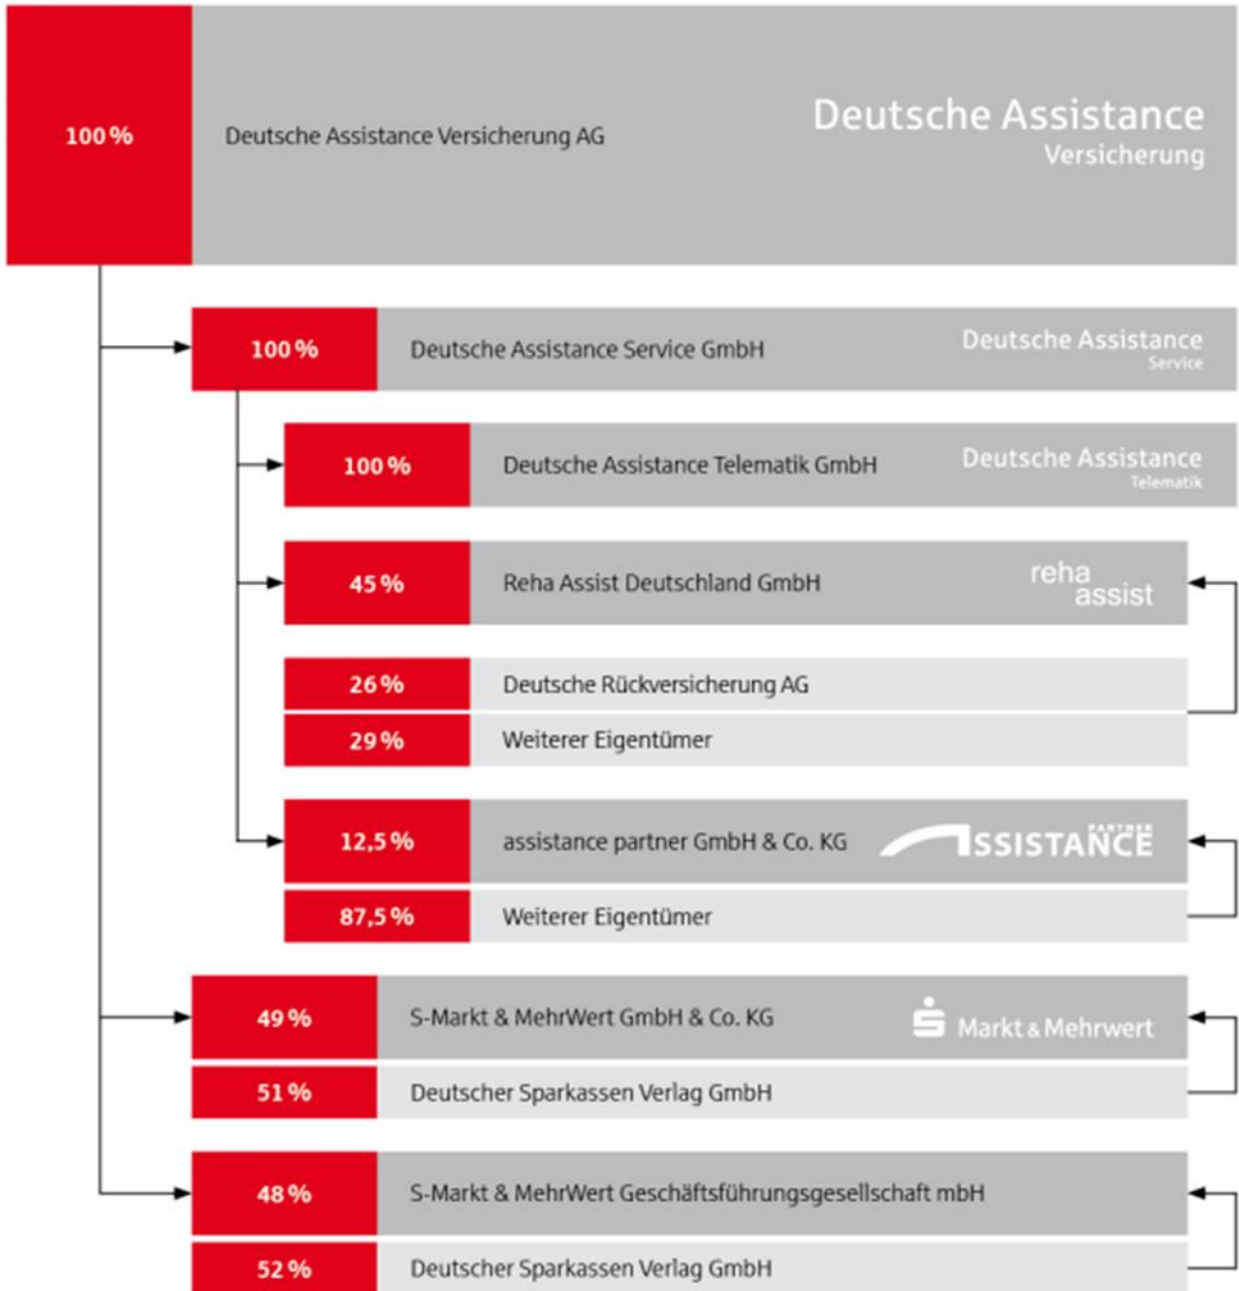 100 %
Deutsche Assistance Versicherung AG
Deutsche Assistance
Versicherung
100 %
Deutsche Assistance Service GmbH
Deutsche Assistance
Service
100 %
Deutsche Assistance Telematik GmbH
Deutsche Assistance
Telematik
45 %
Reha Assist Deutschland GmbH
reha
assist
26 %
Deutsche Rückversicherung AG
29 %
Weiterer Eigentümer
12,5 %
assistance partner GmbH & Co. KG
PARTNER
ASSISTANCE
87,5 %
Weiterer Eigentümer
49 %
S-Markt & MehrWert GmbH & Co. KG
S Markt & Mehrwert
51 %
Deutscher Sparkassen Verlag GmbH
48 %
S-Markt & MehrWert Geschäftsführungsgesellschaft mbH
52 %
Deutscher Sparkassen Verlag GmbH